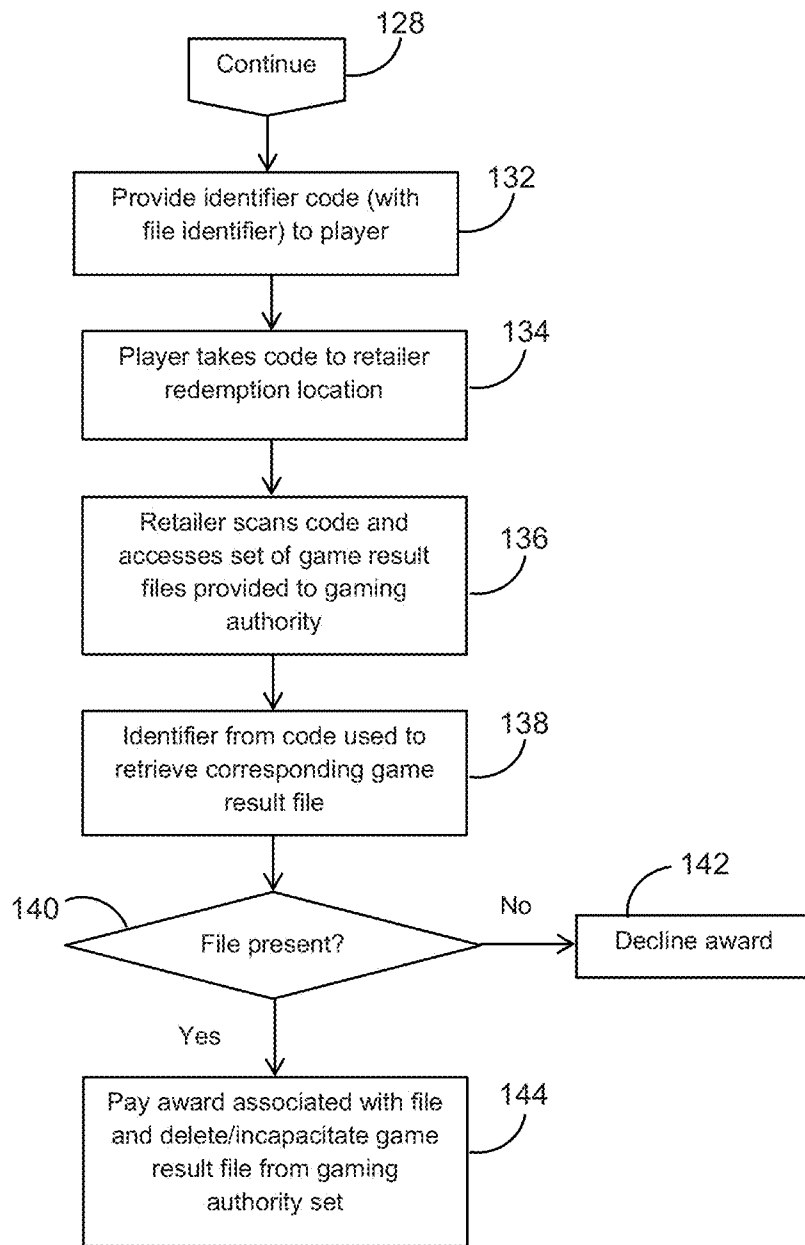 128
Continue
132
Provide identifier code (with
file identifier) to player
134
Player takes code to retailer
redemption location
Retailer scans code and
accesses set of game result
files provided to gaming
authority
136
Identifier from code used to
retrieve corresponding game
result file
138
140
File present?
No
142
Decline award
Yes
Pay award associated with file
and delete/incapacitate game
result file from gaming
authority set
144